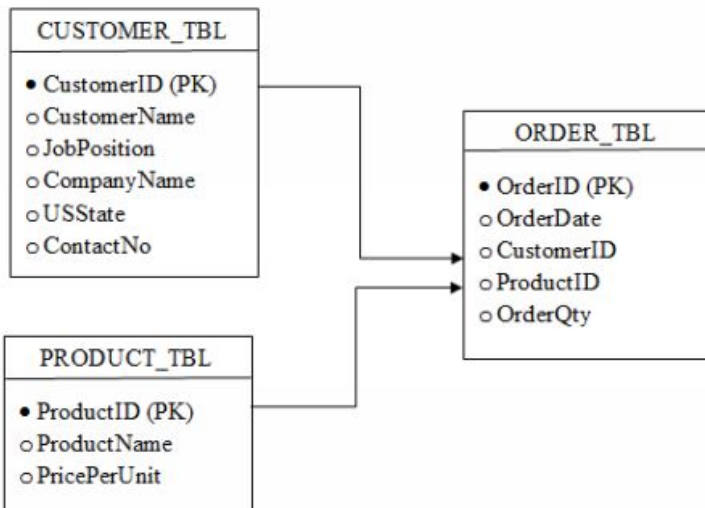 CUSTOMER_TBL
• CustomerID (PK)
o CustomerName
o JobPosition
o CompanyName
o USState
o ContactNo
ORDER_TBL
• OrderID (PK)
o OrderDate
o CustomerID
o ProductID
o OrderQty
PRODUCT_TBL
• ProductID (PK)
o ProductName
o PricePerUnit